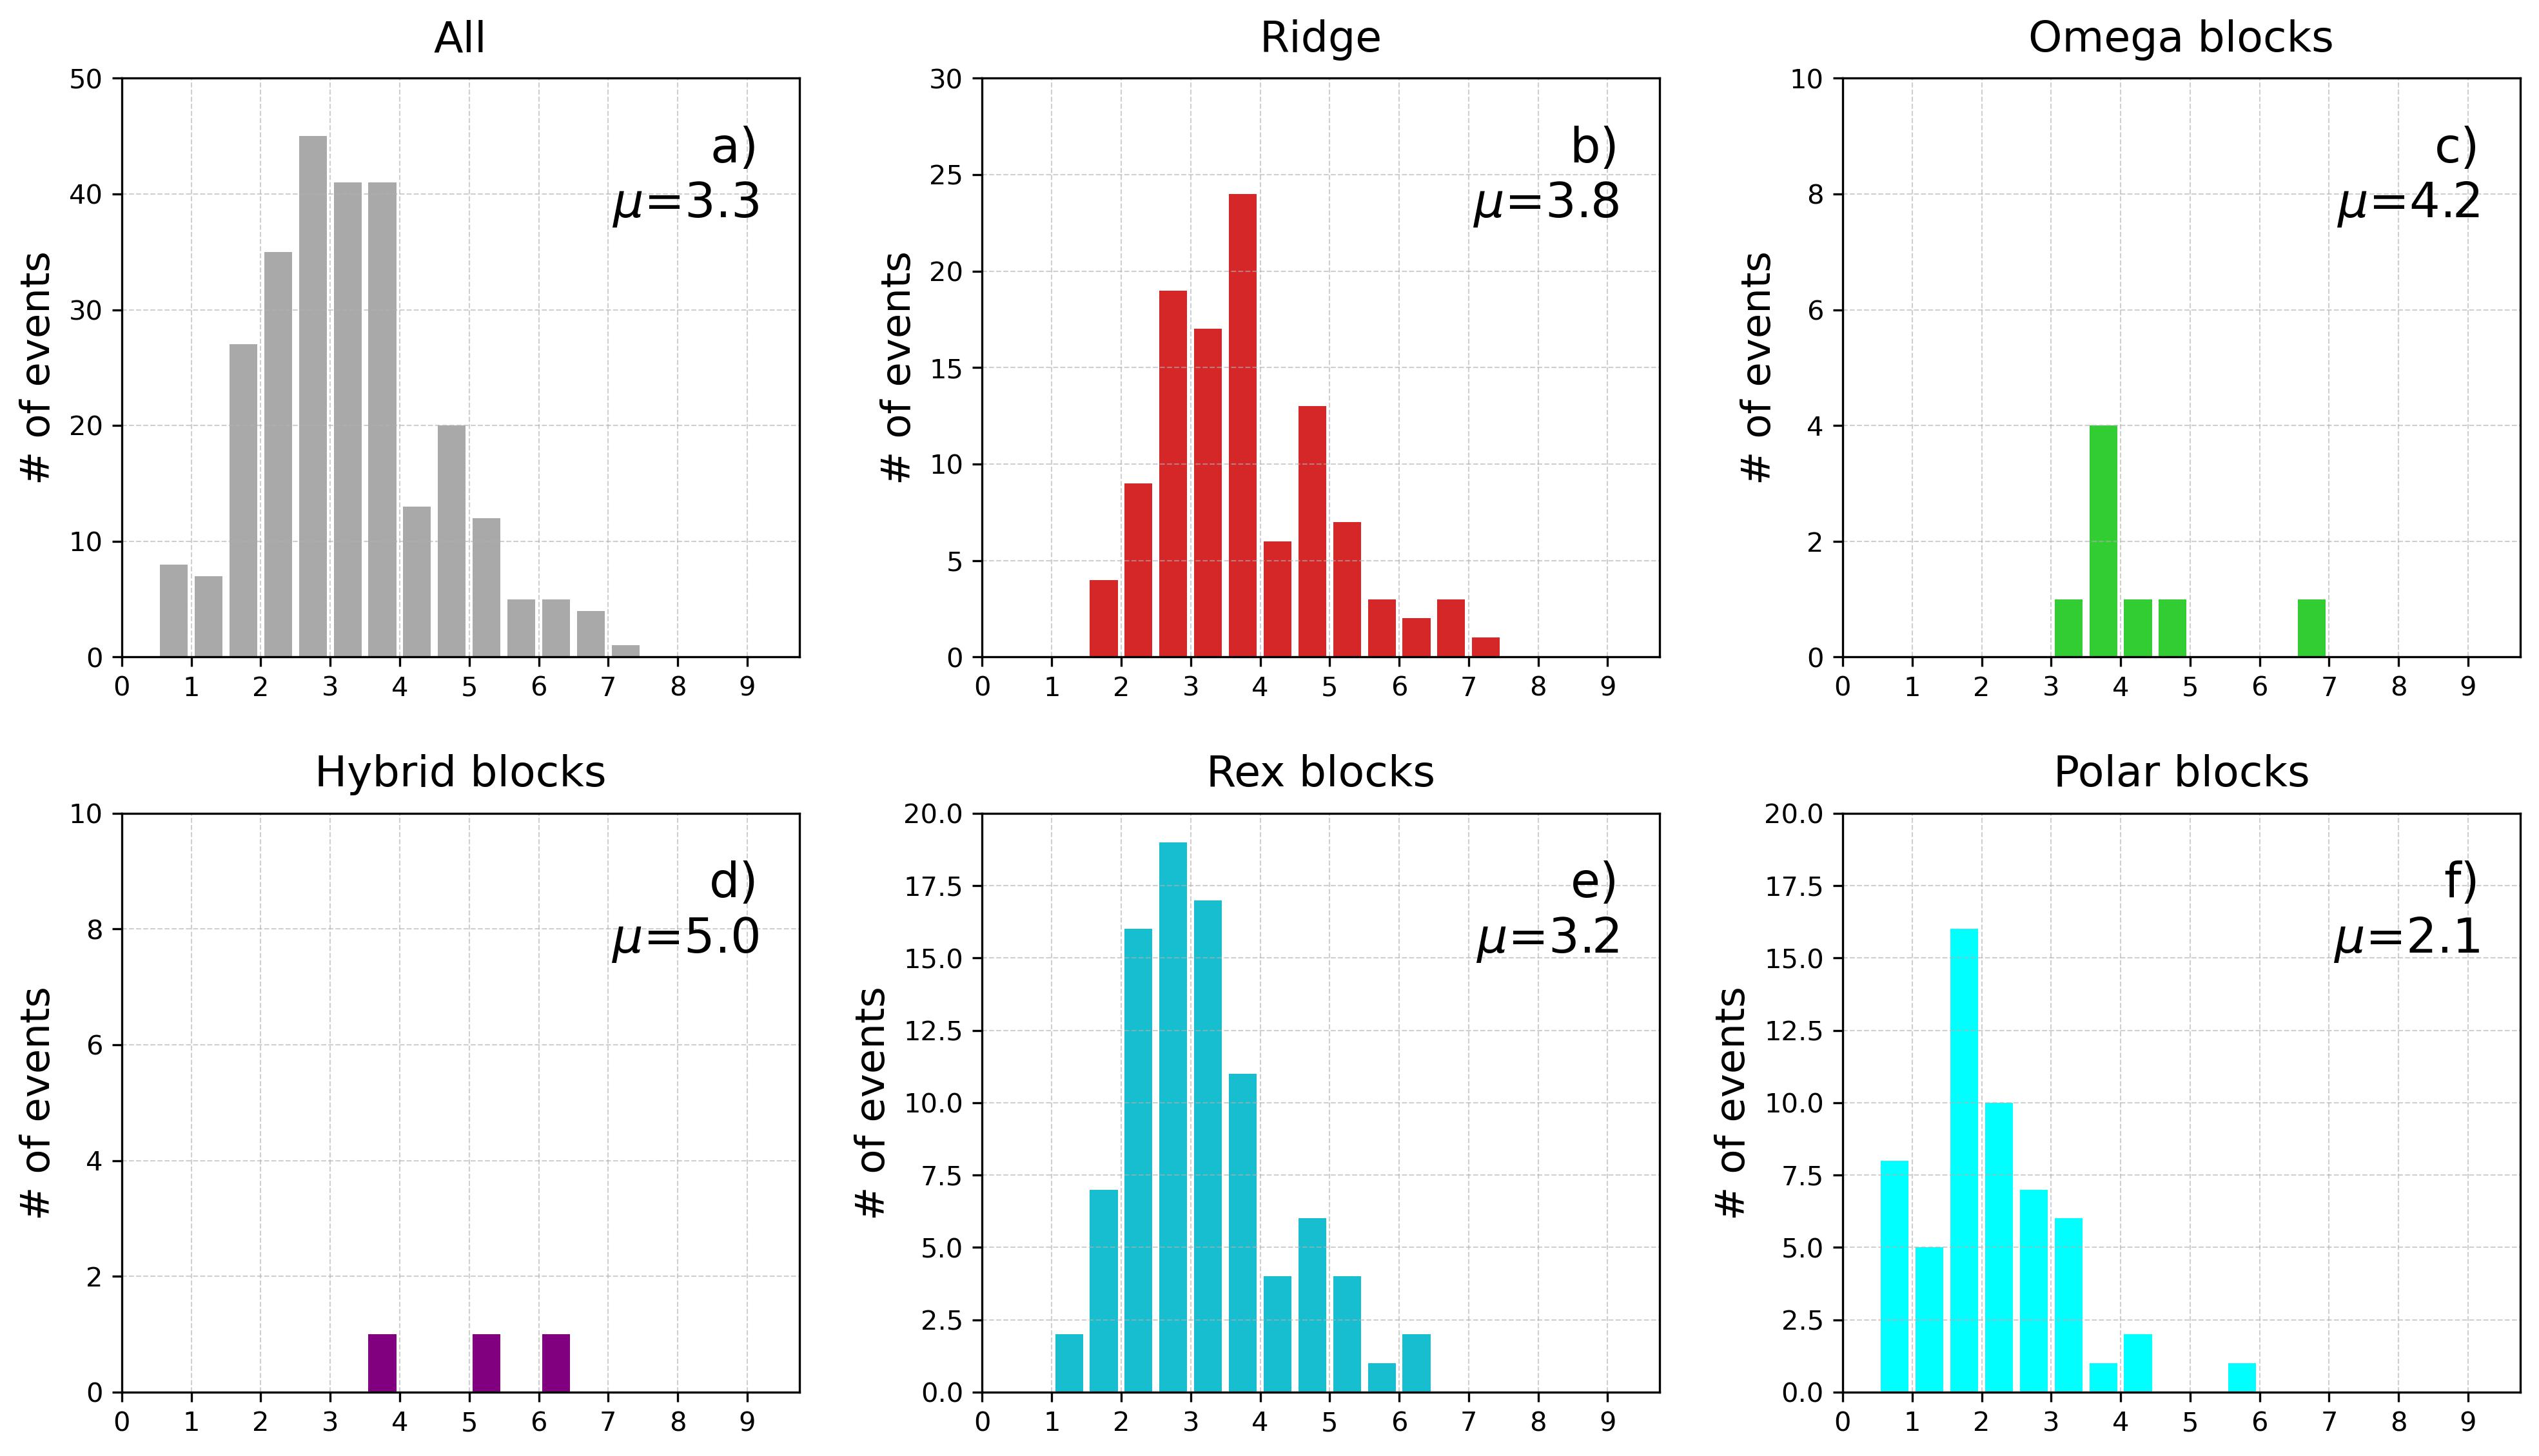 All
# of events
50
40
30
20
10
0
a)
μ=3.3
0 1 2 3 4 5 6 7 8 9
Ridge
# of events
30
25
20
15
10
5
0
b)
μ=3.8
0 1 2 3 4 5 6 7 8 9
Omega blocks
# of events
10
8
6
4
2
0
c)
μ=4.2
0 1 2 3 4 5 6 7 8 9
Hybrid blocks
# of events
10
8
6
4
2
0
d)
μ=5.0
0 1 2 3 4 5 6 7 8 9
Rex blocks
# of events
20.0
17.5
15.0
12.5
10.0
7.5
5.0
2.5
0.0
e)
μ=3.2
0 1 2 3 4 5 6 7 8 9
Polar blocks
# of events
20.0
17.5
15.0
12.5
10.0
7.5
5.0
2.5
0.0
f)
μ=2.1
0 1 2 3 4 5 6 7 8 9